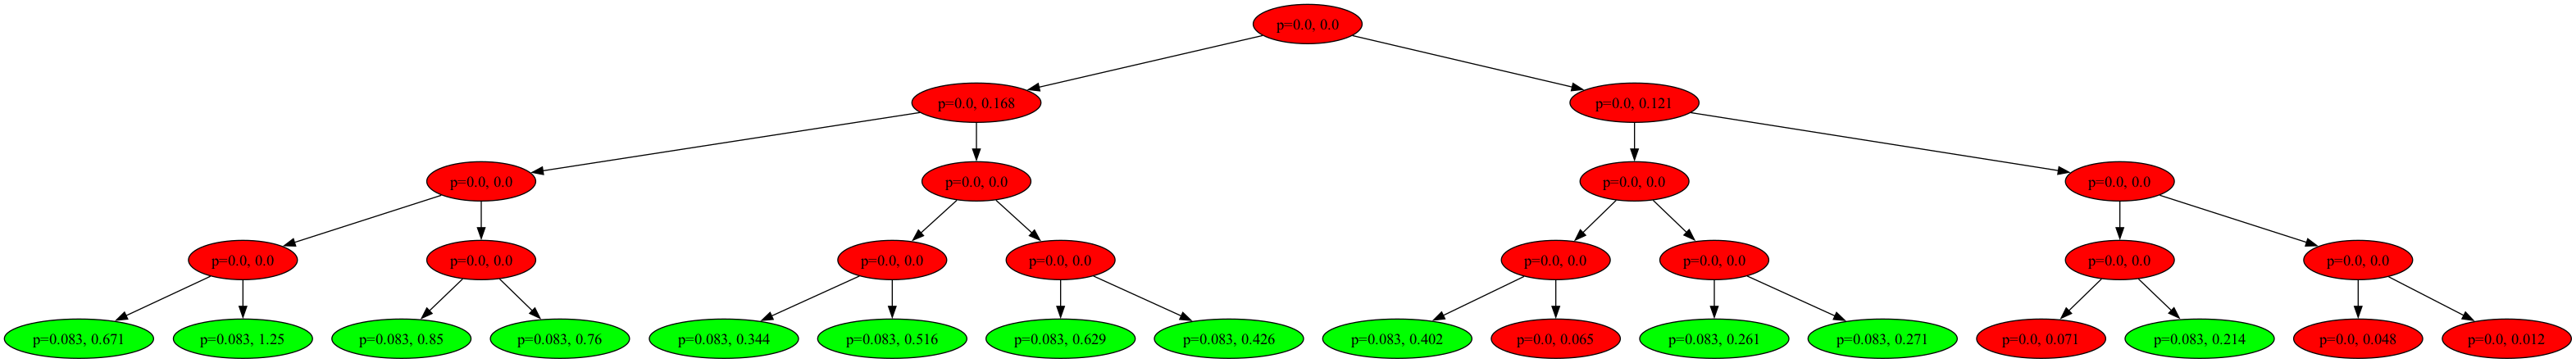 p=0.0, 0.0
p=0.0, 0.168
p=0.0, 0.121
p=0.0, 0.0
p=0.0, 0.0
p=0.0, 0.0
p=0.0, 0.0
p=0.0, 0.0
p=0.0, 0.0
p=0.0, 0.0
p=0.0, 0.0
p=0.0, 0.0
p=0.0, 0.0
p=0.0, 0.0
p=0.0, 0.0
p=0.083, 0.671
p=0.083, 1.25
p=0.083, 0.85
p=0.083, 0.76
p=0.083, 0.344
p=0.083, 0.516
p=0.083, 0.629
p=0.083, 0.426
p=0.083, 0.402
p=0.0, 0.065
p=0.083, 0.261
p=0.083, 0.271
p=0.0, 0.071
p=0.083, 0.214
p=0.0, 0.048
p=0.0, 0.012